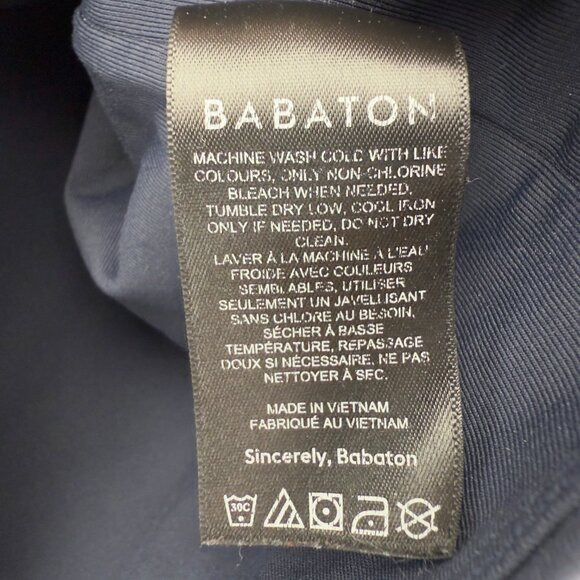 BABATON
MACHINE WASH COLD WITH LIKE
COLOURS, ONLY NON-CHLORINE
BLEACH WHEN NEEDED,
TUMBLE DRY LOW, COOL IRON
ONLY IF NEEDED, DO NOT DRY
CLEAN.
LAVER À LA MACHINE À L'EAU
FROIDE AVEC COULEURS
SEMBLABLES, UTILISER
SEULEMENT UN JAVELLISANT
SANS CHLORE AU BESOIN,
SÉCHER À BASSE
TEMPÉRATURE, REPASSAGE
DOUX SI NÉCESSAIRE. NE PAS
NETTOYER À SEC.
MADE IN VIETNAM
FABRIQUÉ AU VIETNAM
Sincerely, Babaton
30C